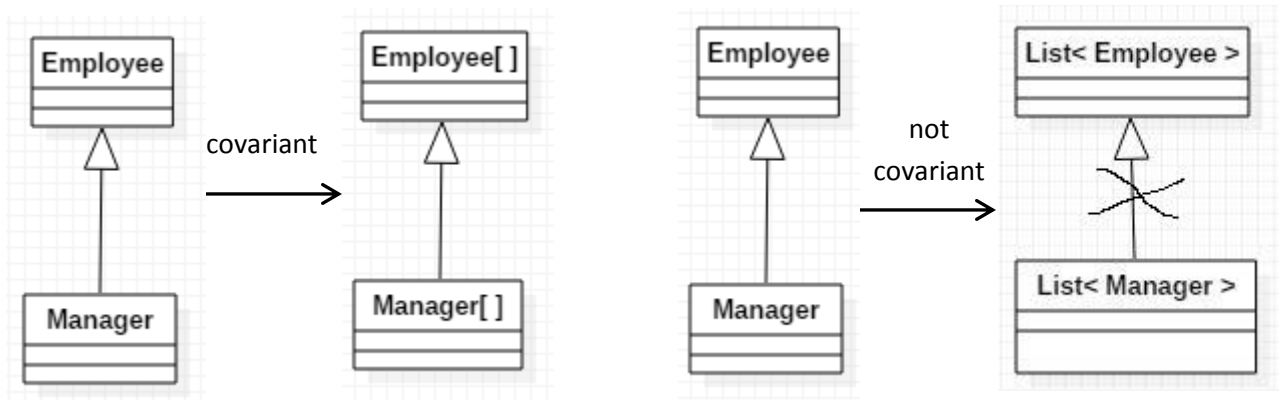 Employee
Manager
covariant
Employee[ ]
Manager[ ]
Employee
Manager
not
covariant
List< Employee >
List< Manager >